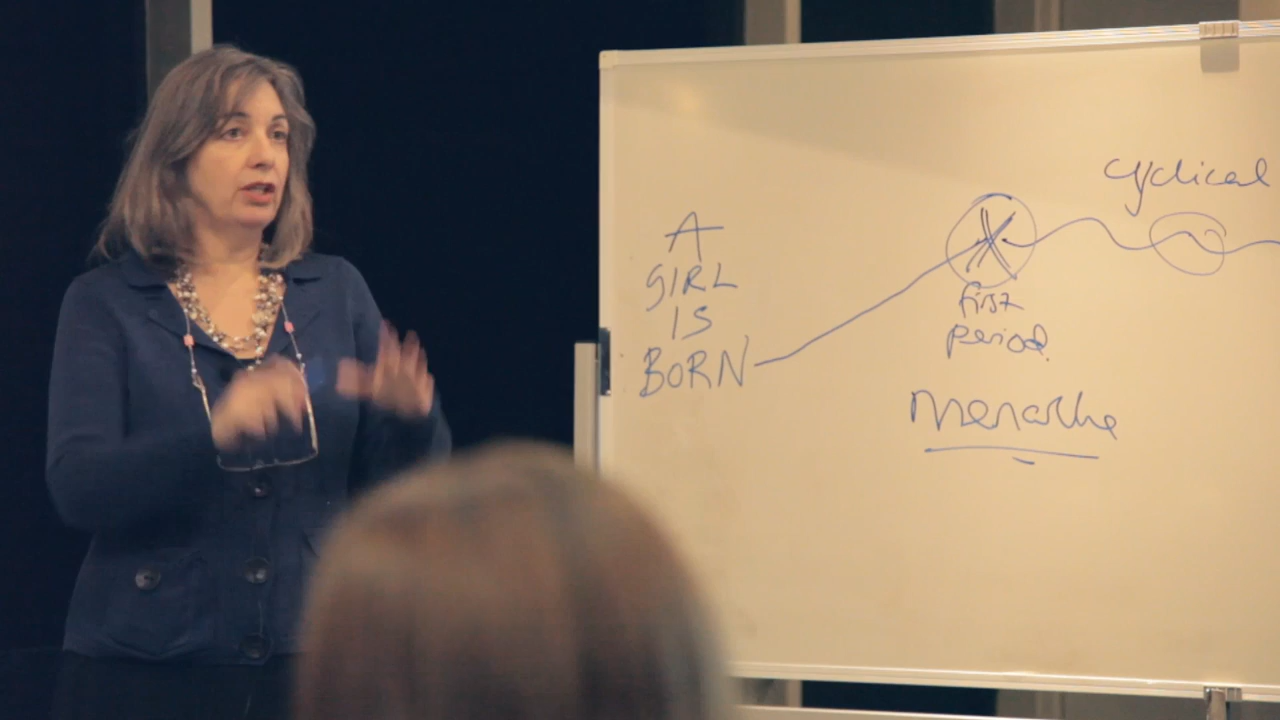 A
GIRL
IS
BORN
first
period.
Menarche
cyclical